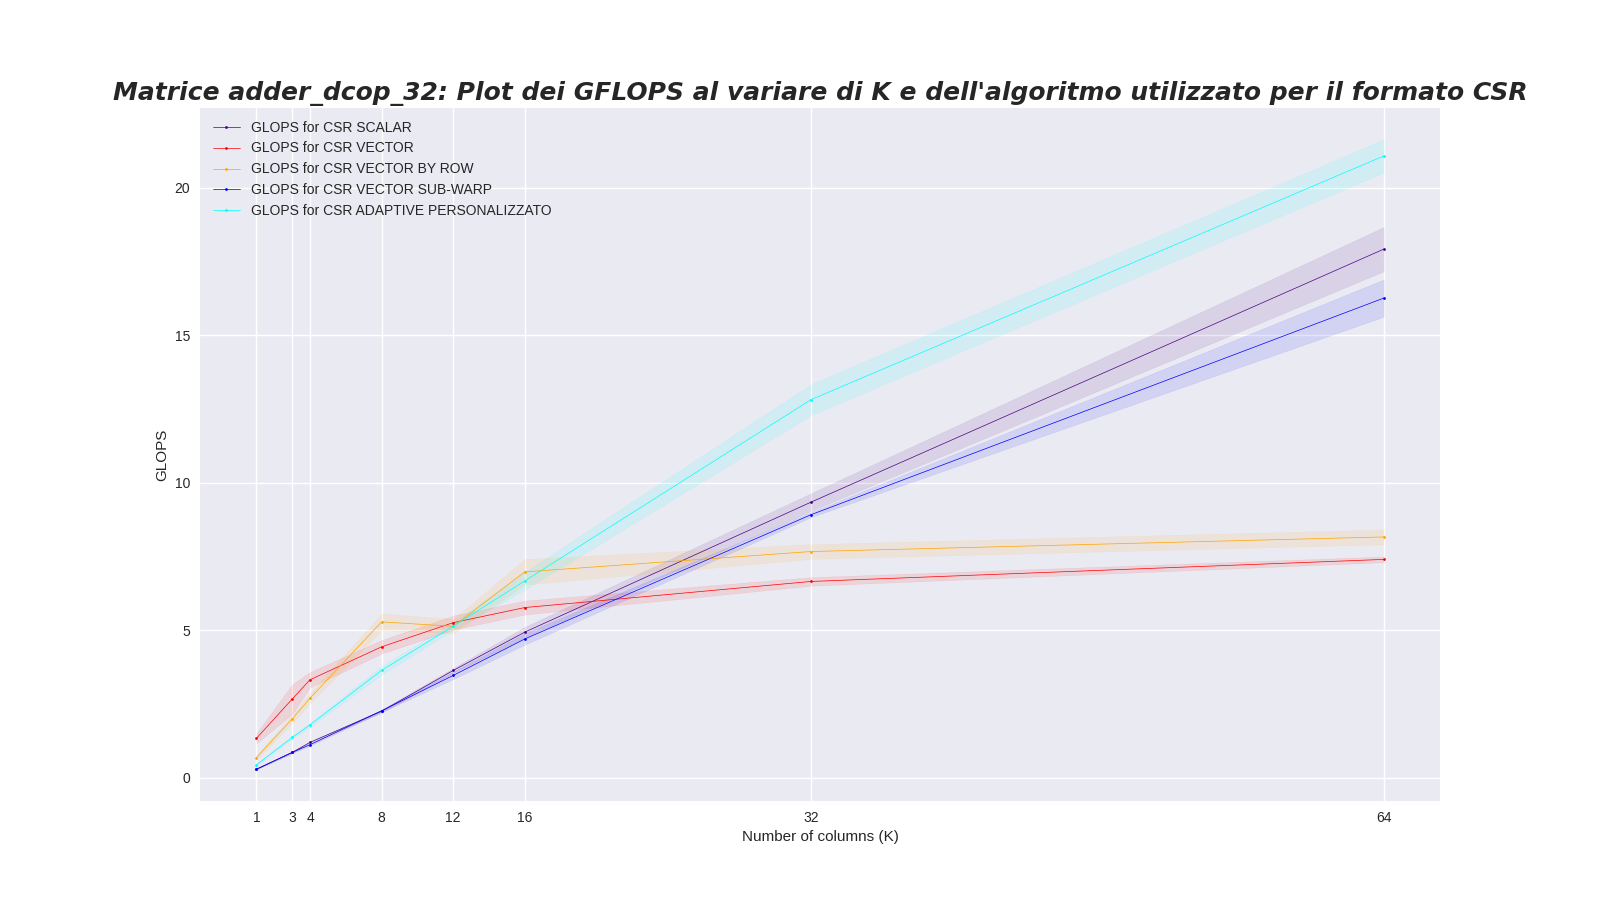 Matrice adder_dcop_32: Plot dei GFLOPS al variare di K e dell'algoritmo utilizzato per il formato CSR
GLOPS for CSR SCALAR
GLOPS for CSR VECTOR
GLOPS for CSR VECTOR BY ROW
GLOPS for CSR VECTOR SUB-WARP
GLOPS for CSR ADAPTIVE PERSONALIZZATO
20
15
10
5
0
GLOPS
1 3 4 8 12 16 32 64
Number of columns (K)